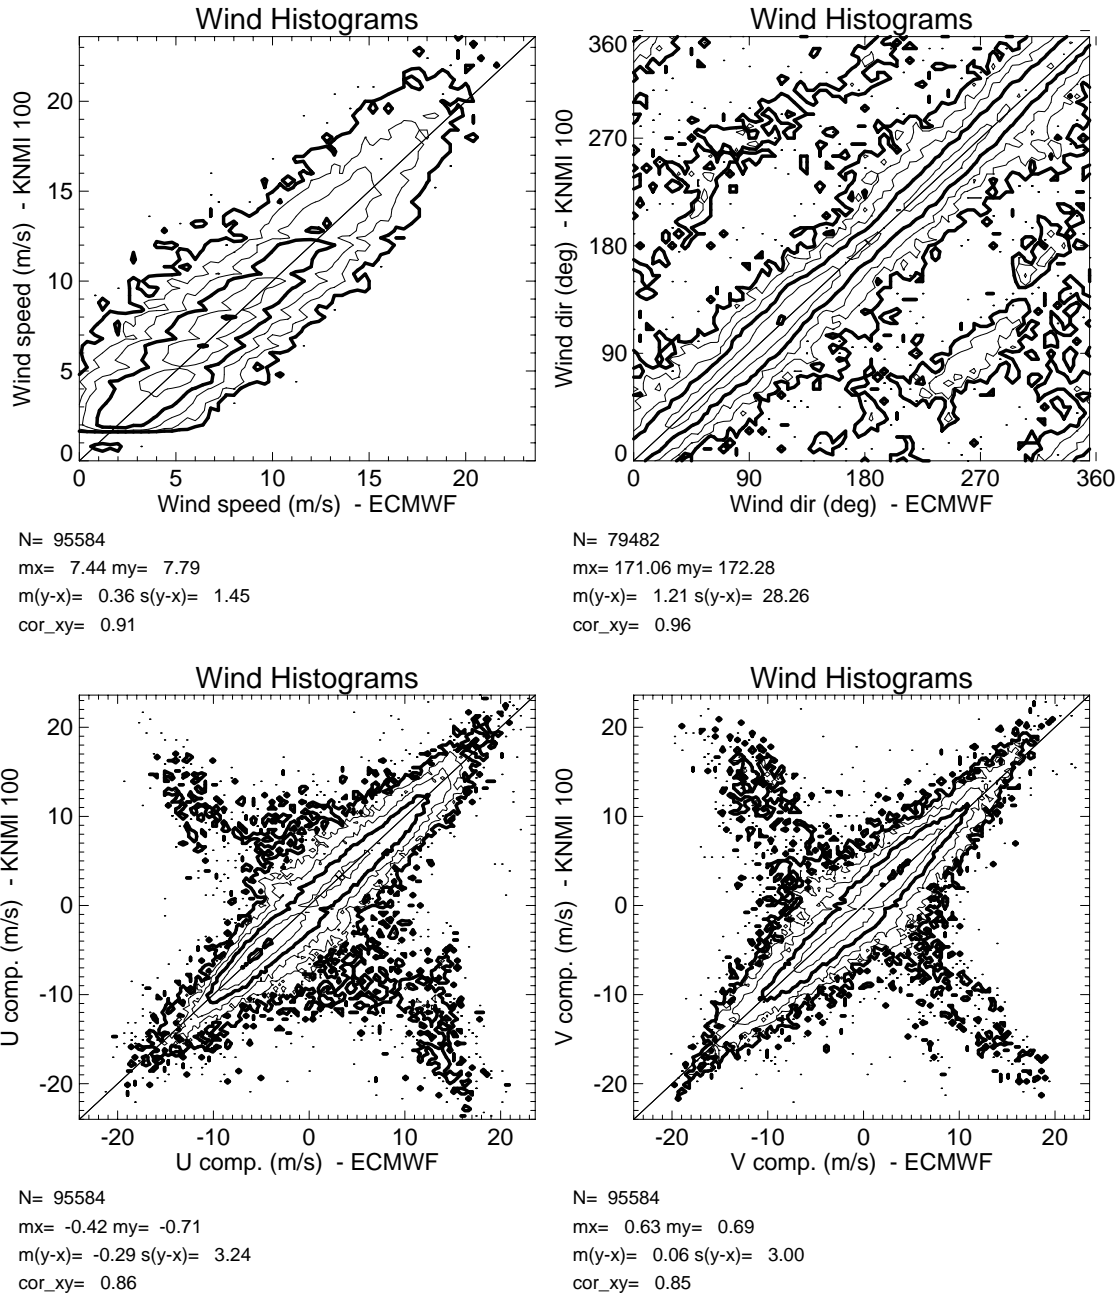 Wind Histograms
Wind speed (m/s)  - KNMI 100
20
15
10
5
0
0 5 10 15 20
Wind speed (m/s)  - ECMWF
N=  95584
mx=   7.44 my=   7.79
m(y-x)=   0.36 s(y-x)=   1.45
cor_xy=   0.91
Wind Histograms
Wind dir (deg)  - KNMI 100
360
270
180
90
0
0 90 180 270 360
Wind dir (deg)  - ECMWF
N=  79482
mx= 171.06 my= 172.28
m(y-x)=   1.21 s(y-x)=  28.26
cor_xy=   0.96
Wind Histograms
U comp. (m/s)  - KNMI 100
20
10
0
-10
-20
-20 -10 0 10 20
U comp. (m/s)  - ECMWF
N=  95584
mx=  -0.42 my=  -0.71
m(y-x)=  -0.29 s(y-x)=   3.24
cor_xy=   0.86
Wind Histograms
V comp. (m/s)  - KNMI 100
20
10
0
-10
-20
-20 -10 0 10 20
V comp. (m/s)  - ECMWF
N=  95584
mx=   0.63 my=   0.69
m(y-x)=   0.06 s(y-x)=   3.00
cor_xy=   0.85